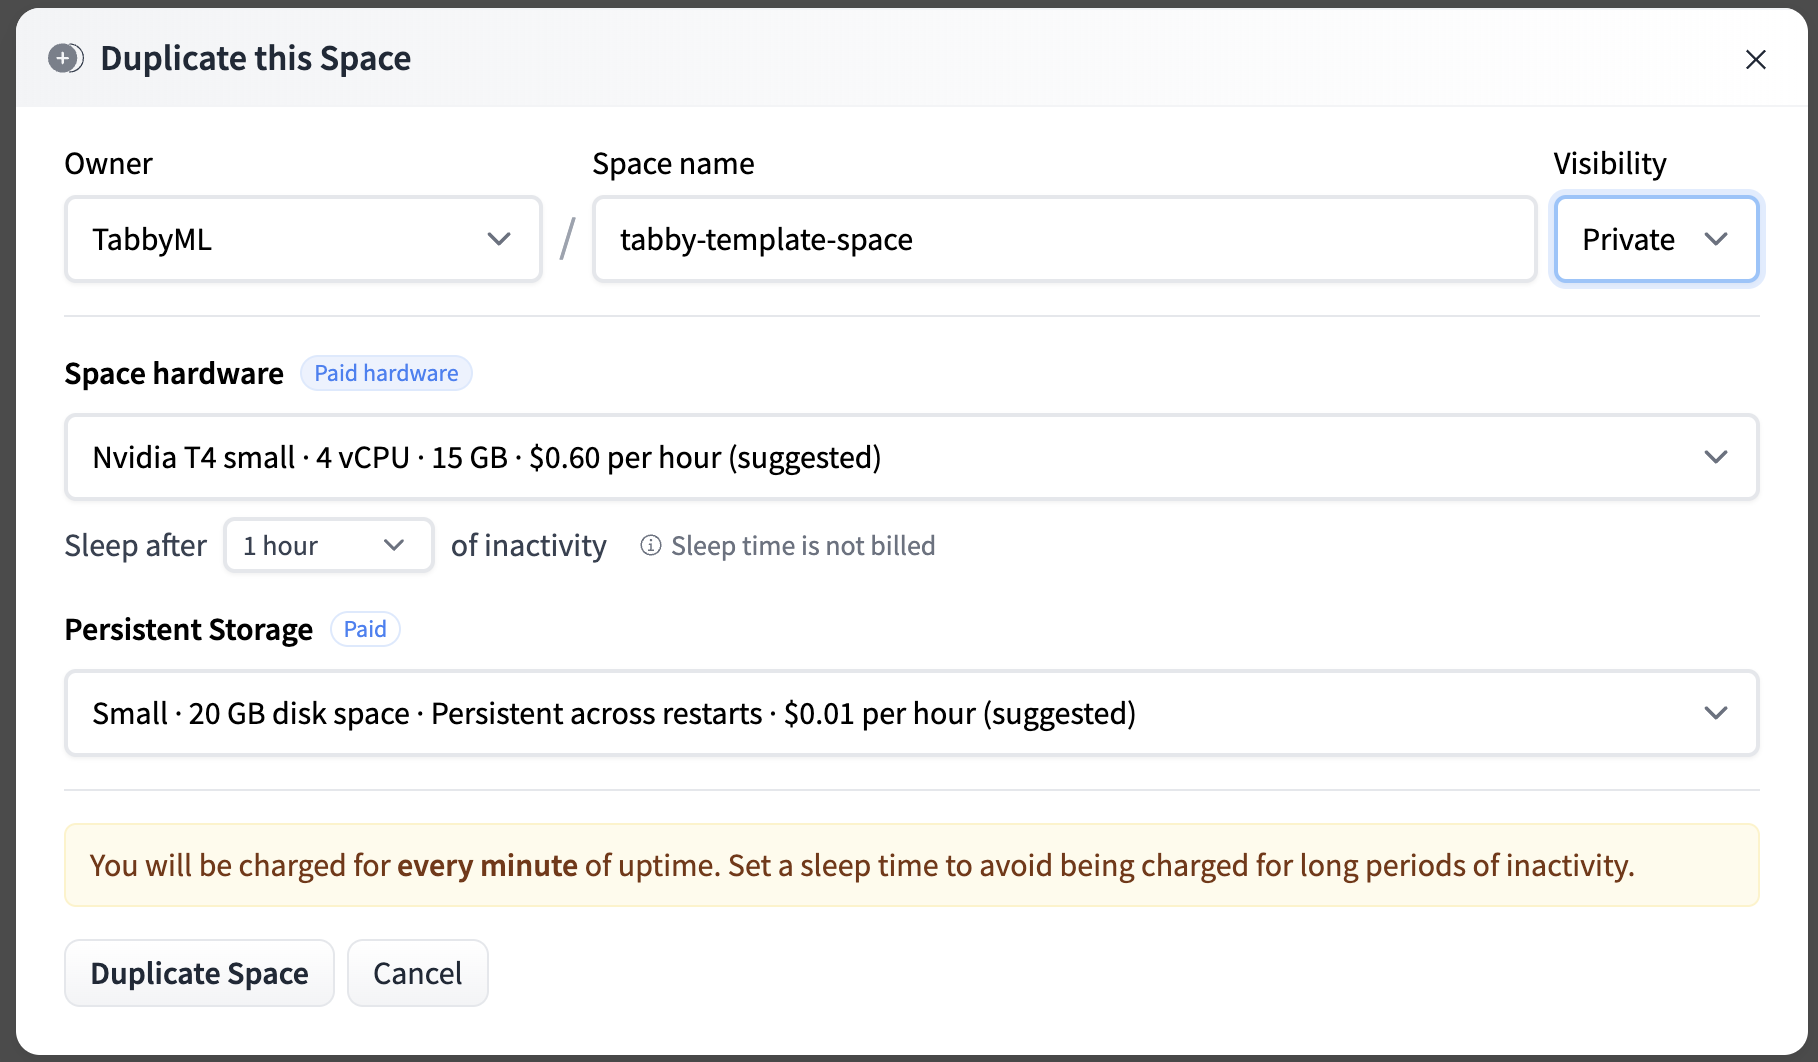 Duplicate this Space
Owner
Space name
Visibility
TabbyML
/
tabby-template-space
Private
Space hardware
Paid hardware
Nvidia T4 small · 4 vCPU · 15 GB · $0.60 per hour (suggested)
Sleep after 1 hour of inactivity
Sleep time is not billed
Persistent Storage
Paid
Small · 20 GB disk space · Persistent across restarts · $0.01 per hour (suggested)
You will be charged for every minute of uptime. Set a sleep time to avoid being charged for long periods of inactivity.
Duplicate Space
Cancel